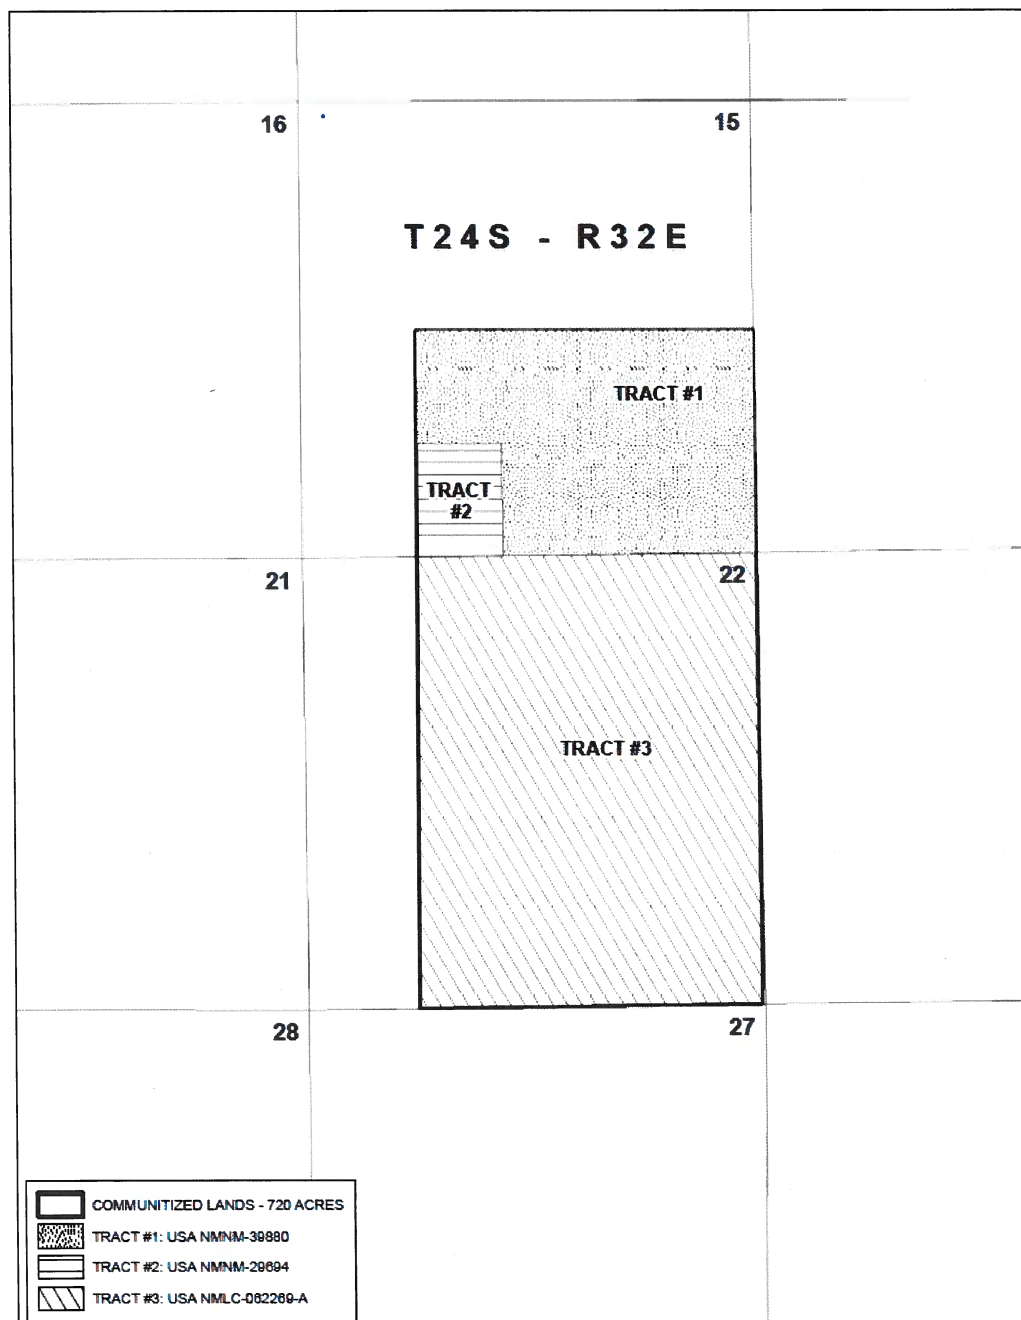 16
15
T24S - R32E
TRACT #1
TRACT
#2
21
22
TRACT #3
28
27
COMMUNITIZED LANDS - 720 ACRES
TRACT #1: USA NMNM-39880
TRACT #2: USA NMNM-29694
TRACT #3: USA NMLC-062269-A